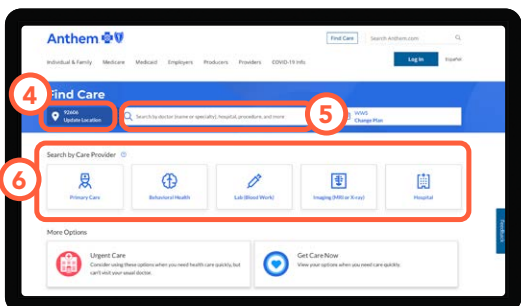 Anthem
Find Care
Search Anthem.com
Individual & Family Medicare Medicaid Employers Producers Providers COVID-19 Info
Log In
Español
Find Care
4
92606
Update Location
Search by doctor (name or specialty), hospital, procedure, and more
5
WWS
Change Plan
Search by Care Provider
6
Primary Care
Behavioral Health
Lab (Blood Work)
Imaging (MRI or X-ray)
Hospital
Feedback
More Options
Urgent Care
Consider using these options when you need health care quickly, but
can't visit your usual doctor.
Get Care Now
View your options when you need care quickly.